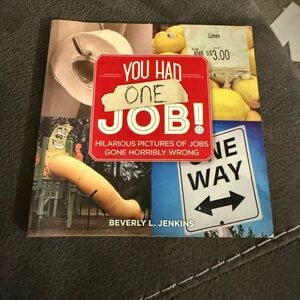 Limes
$3.00
YOU HAD
ONE
JOB!
HILARIOUS PICTURES OF JOBS
GONE HORRIBLY WRONG
NE
WAY
BEVERLY L. JENKINS